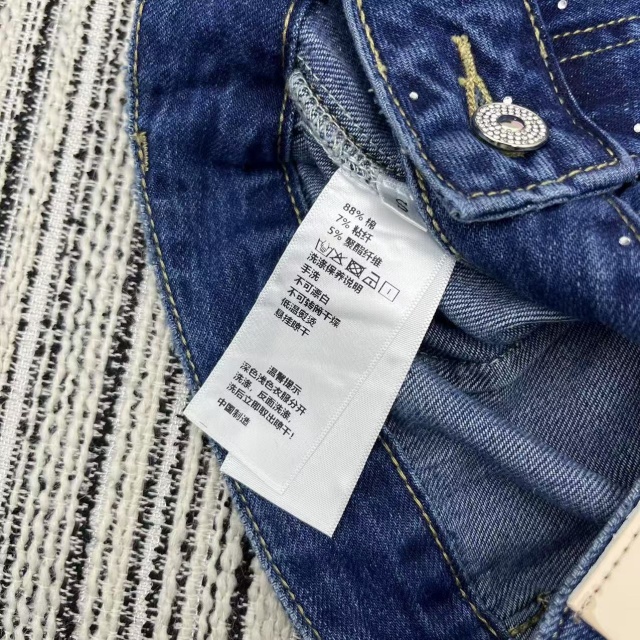 S
88% 棉
7% 粘纤
5% 聚酯纤维
洗涤保养说明
手洗
不可漂白
不可转笼干燥
低温熨烫
悬挂晾干
温馨提示
深色浅色衣服分开
洗涤，反面洗涤
洗后立即取出晾干!
中国制造